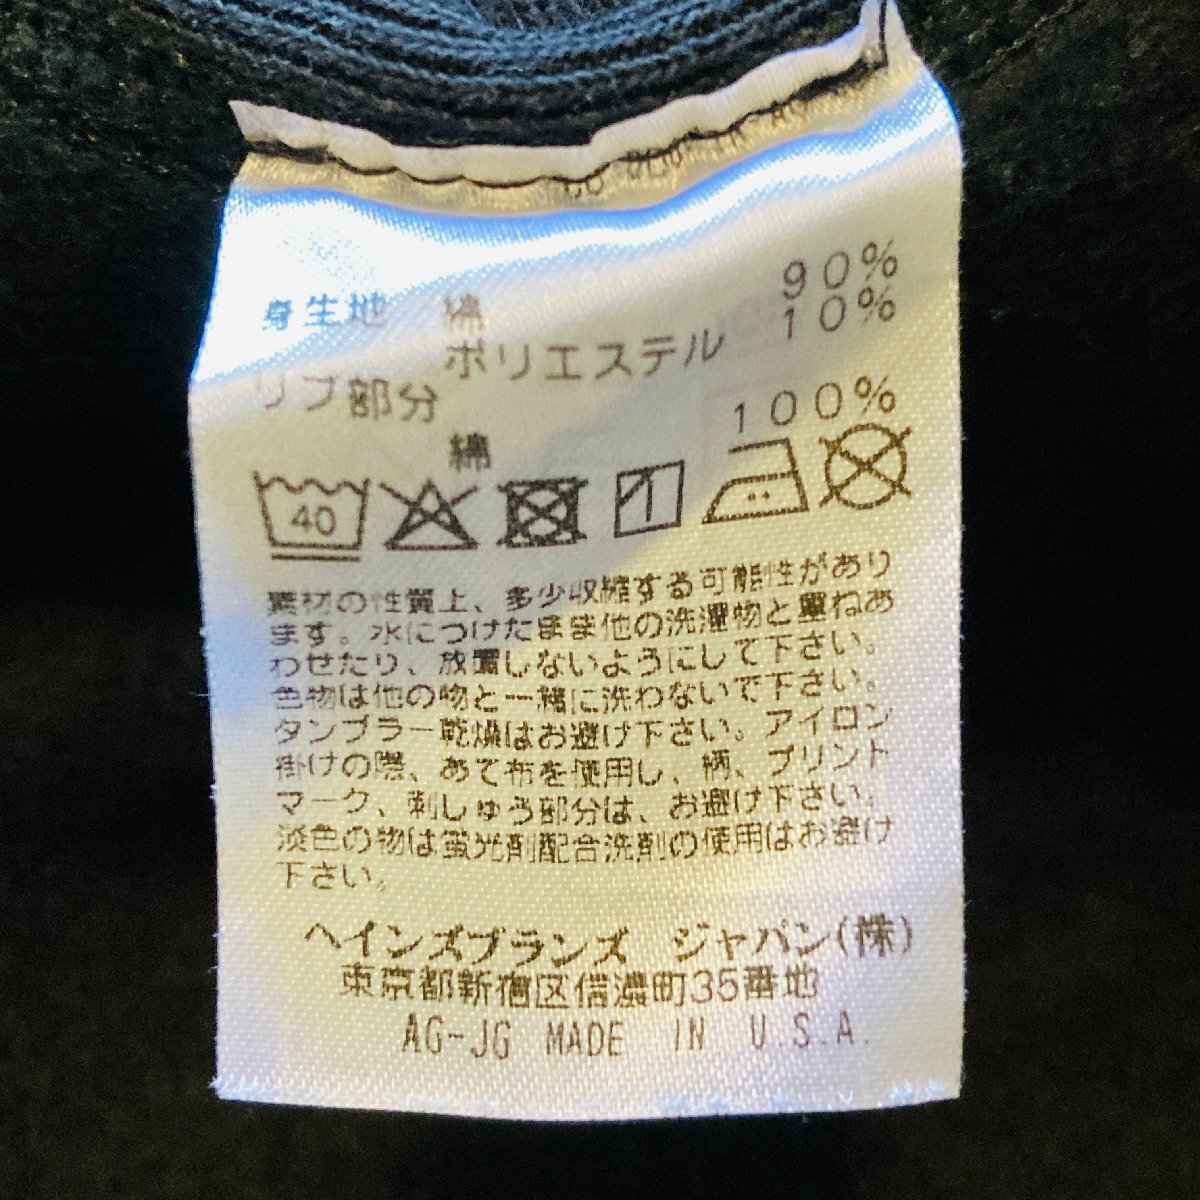 身生地 綿 90%
ポリエステル 10%
リブ部分
綿 100%
40
素材の性質上、多少収縮する可能性があり
ます。水につけたまま他の洗濯物と重ねあ
わせたり、放置しないようにして下さい。
色物は他の物と一緒に洗わないで下さい。
タンブラー乾燥はお避け下さい。アイロン
掛けの際、あて布を使用し、柄、プリント
マーク、刺しゅう部分は、お避け下さい。
淡色の物は蛍光剤配合洗剤の使用はお避け
下さい。
ヘインズブランズ ジャパン(株)
東京都新宿区信濃町35番地
AG-JG MADE IN U.S.A.